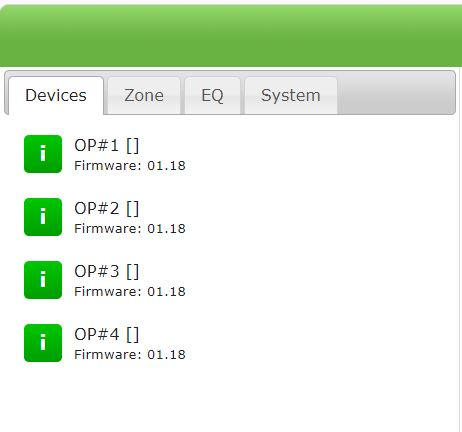 Devices Zone EQ System
i OP#1 []
Firmware: 01.18
i OP#2 []
Firmware: 01.18
i OP#3 []
Firmware: 01.18
i OP#4 []
Firmware: 01.18